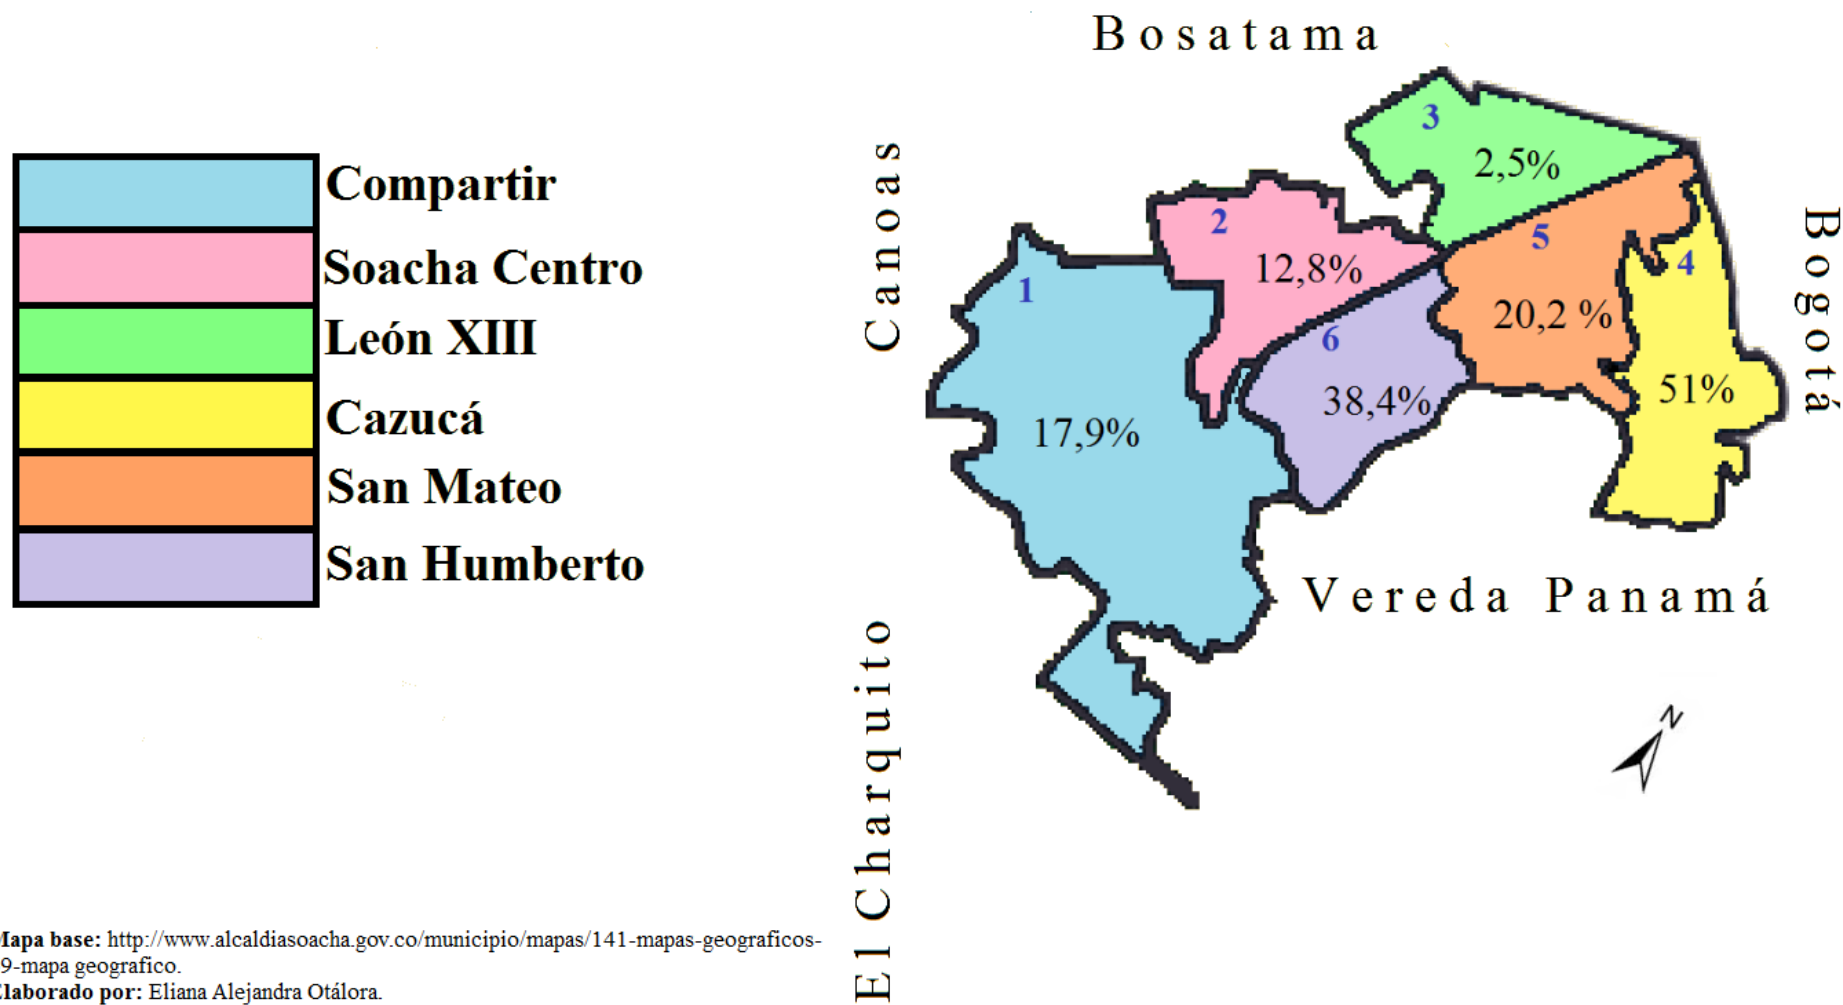 Bosatama
Canoas
Compartir
Soacha Centro
León XIII
Cazucá
San Mateo
San Humberto
3
2,5%
2
12,8%
5
20,2 %
4
51%
1
17,9%
6
38,4%
Bogotá
Vereda Panamá
El Charquito
N
Mapa base: http://www.alcaldiasoacha.gov.co/municipio/mapas/141-mapas-geograficos-
9-mapa geografico.
Elaborado por: Eliana Alejandra Otálora.